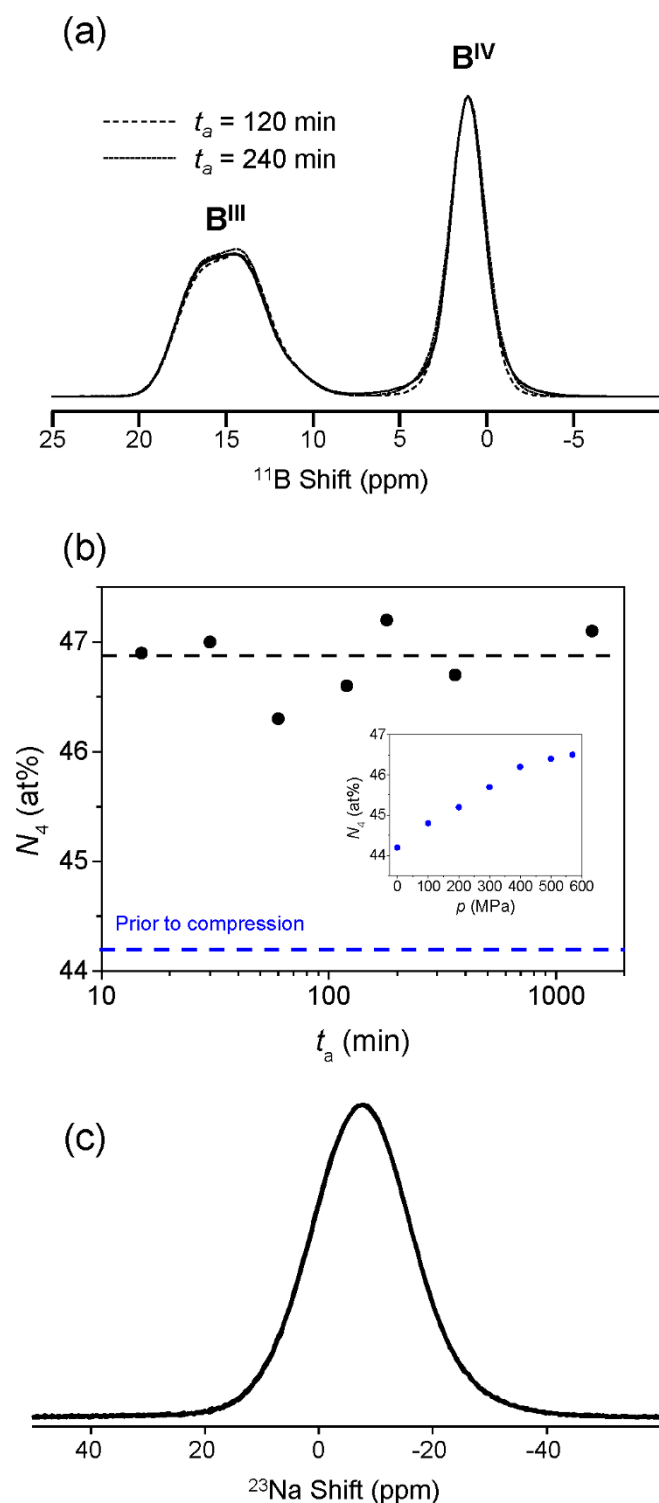 (a)
B^IV
t_a = 120 min
t_a = 240 min
B^III
25 20 15 10 5 0 -5
¹¹B Shift (ppm)
(b)
47
46
45
44
N₄ (at%)
47
46
45
44
N₄ (at%)
0 100 200 300 400 500 600
p (MPa)
Prior to compression
10 100 1000
t_a (min)
(c)
40 20 0 -20 -40
²³Na Shift (ppm)